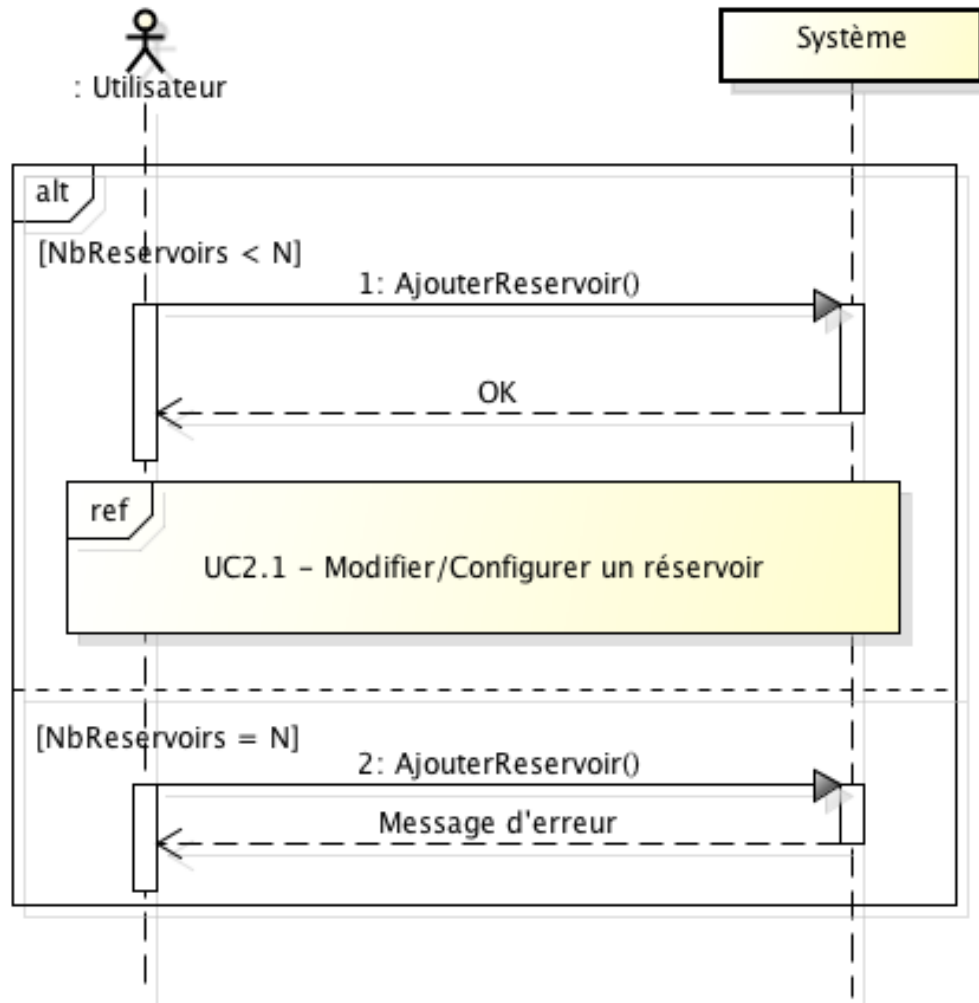 : Utilisateur
Système
alt
[NbReservoirs < N]
1: AjouterReservoir()
OK
ref
UC2.1 – Modifier/Configurer un réservoir
[NbReservoirs = N]
2: AjouterReservoir()
Message d'erreur